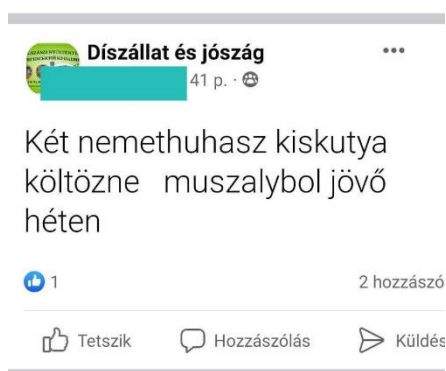 Díszállat és jószág
41 p.
Két nemethuhasz kiskutya
költözne muszalybol jövő
héten
1
2 hozzászó
Tetszik
Hozzászólás
Küldés